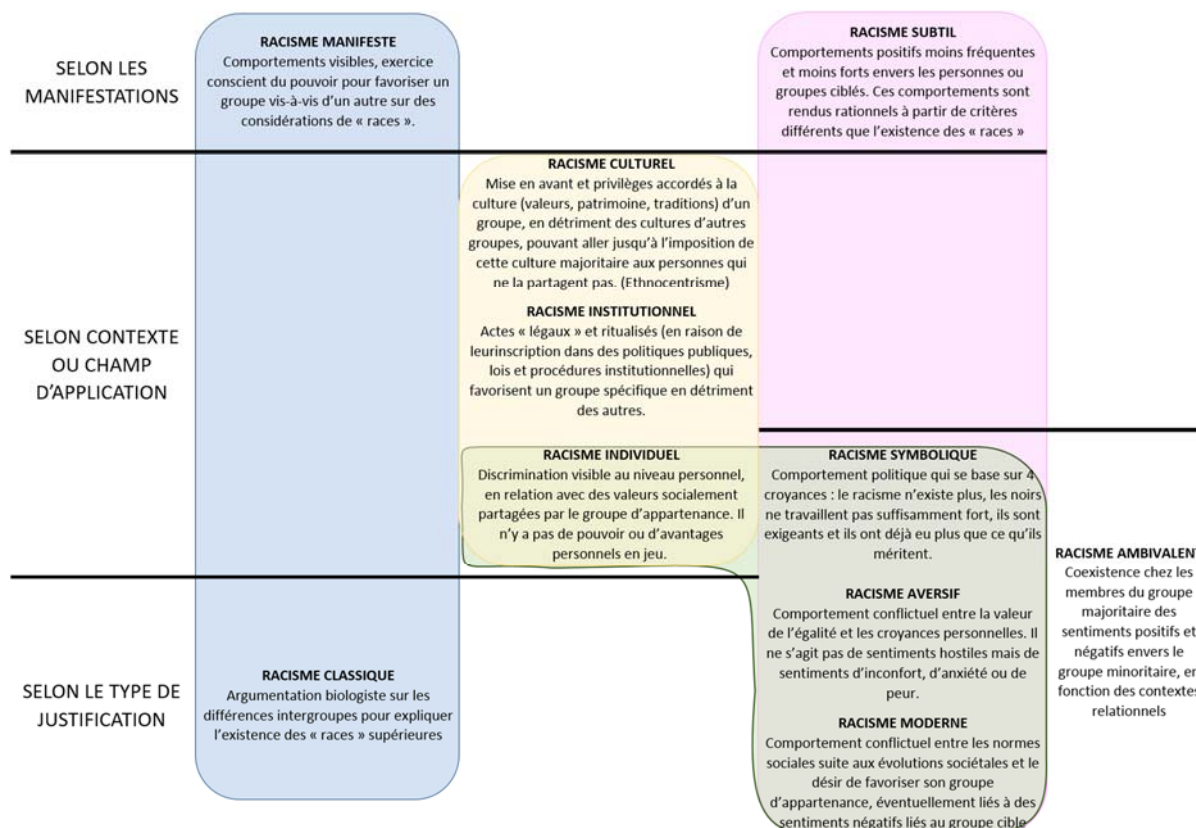 SELON LES
MANIFESTATIONS
RACISME MANIFESTE
Comportements visibles, exercice
conscient du pouvoir pour favoriser un
groupe vis-à-vis d'un autre sur des
considérations de « races ».
RACISME SUBTIL
Comportements positifs moins fréquentes
et moins forts envers les personnes ou
groupes ciblés. Ces comportements sont
rendus rationnels à partir de critères
différents que l'existence des « races »
SELON CONTEXTE
OU CHAMP
D'APPLICATION
RACISME CULTUREL
Mise en avant et privilèges accordés à la
culture (valeurs, patrimoine, traditions) d'un
groupe, en détriment des cultures d'autres
groupes, pouvant aller jusqu'à l'imposition de
cette culture majoritaire aux personnes qui
ne la partagent pas. (Ethnocentrisme)
RACISME INSTITUTIONNEL
Actes « légaux » et ritualisés (en raison de
leurinscription dans des politiques publiques,
lois et procédures institutionnelles) qui
favorisent un groupe spécifique en détriment
des autres.
RACISME INDIVIDUEL
Discrimination visible au niveau personnel,
en relation avec des valeurs socialement
partagées par le groupe d'appartenance. Il
n'y a pas de pouvoir ou d'avantages
personnels en jeu.
RACISME SYMBOLIQUE
Comportement politique qui se base sur 4
croyances : le racisme n'existe plus, les noirs
ne travaillent pas suffisamment fort, ils sont
exigeants et ils ont déjà eu plus que ce qu'ils
méritent.
SELON LE TYPE DE
JUSTIFICATION
RACISME CLASSIQUE
Argumentation biologiste sur les
différences intergroupes pour expliquer
l'existence des « races » supérieures
RACISME AVERSIF
Comportement conflictuel entre la valeur
de l'égalité et les croyances personnelles. Il
ne s'agit pas de sentiments hostiles mais de
sentiments d'inconfort, d'anxiété ou de
peur.
RACISME MODERNE
Comportement conflictuel entre les normes
sociales suite aux évolutions sociétales et le
désir de favoriser son groupe
d'appartenance, éventuellement liés à des
sentiments négatifs liés au groupe cible
RACISME AMBIVALENT
Coexistence chez les
membres du groupe
majoritaire des
sentiments positifs et
négatifs envers le
groupe minoritaire, en
fonction des contextes
relationnels